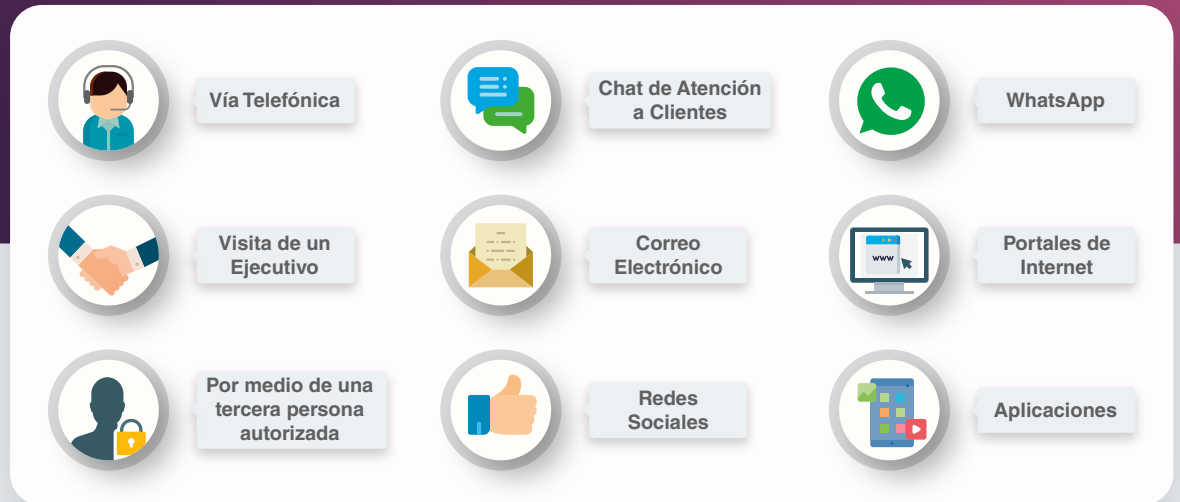 Vía Telefónica
Chat de Atención
a Clientes
WhatsApp
Visita de un
Ejecutivo
Correo
Electrónico
www
Portales de
Internet
Por medio de una
tercera persona
autorizada
Redes
Sociales
Aplicaciones